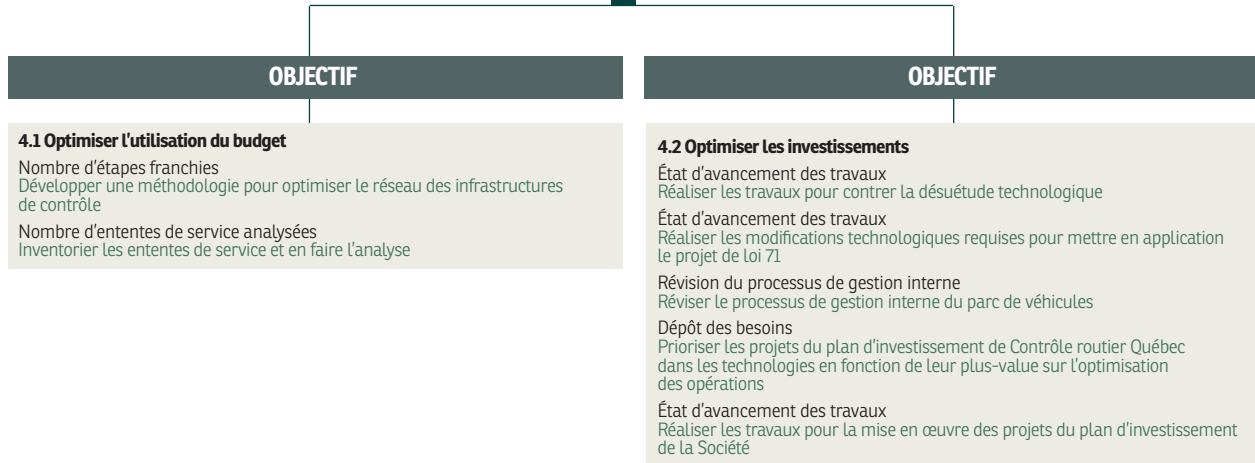 OBJECTIF
4.1 Optimiser l'utilisation du budget
Nombre d'étapes franchies
Développer une méthodologie pour optimiser le réseau des infrastructures
de contrôle
Nombre d'ententes de service analysées
Inventorier les ententes de service et en faire l'analyse
OBJECTIF
4.2 Optimiser les investissements
État d'avancement des travaux
Réaliser les travaux pour contrer la désuétude technologique
État d'avancement des travaux
Réaliser les modifications technologiques requises pour mettre en application
le projet de loi 71
Révision du processus de gestion interne
Réviser le processus de gestion interne du parc de véhicules
Dépôt des besoins
Prioriser les projets du plan d'investissement de Contrôle routier Québec
dans les technologies en fonction de leur plus-value sur l'optimisation
des opérations
État d'avancement des travaux
Réaliser les travaux pour la mise en œuvre des projets du plan d'investissement
de la Société